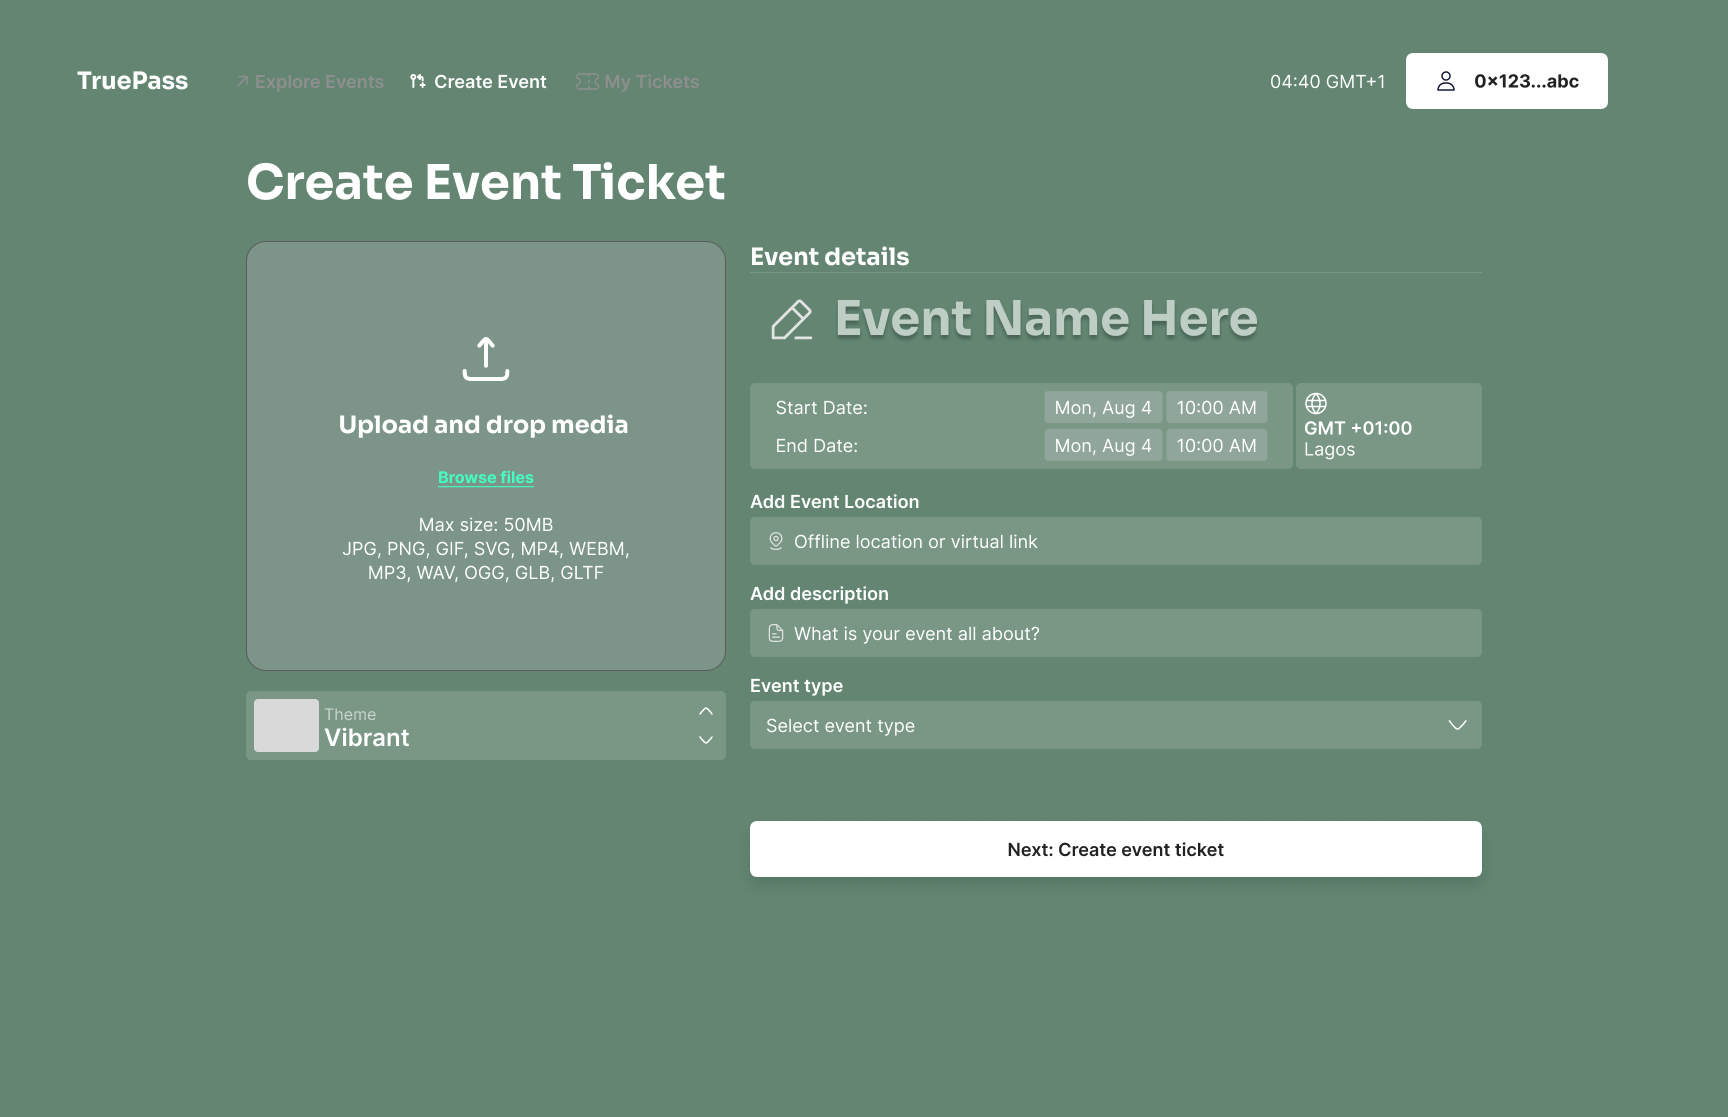 TruePass
Explore Events
Create Event
My Tickets
04:40 GMT+1
0×123...abc
Create Event Ticket
Upload and drop media
Browse files
Max size: 50MB
JPG, PNG, GIF, SVG, MP4, WEBM,
MP3, WAV, OGG, GLB, GLTF
Theme
Vibrant
Event details
Event Name Here
Start Date: Mon, Aug 4 10:00 AM
End Date: Mon, Aug 4 10:00 AM
GMT +01:00
Lagos
Add Event Location
Offline location or virtual link
Add description
What is your event all about?
Event type
Select event type
Next: Create event ticket